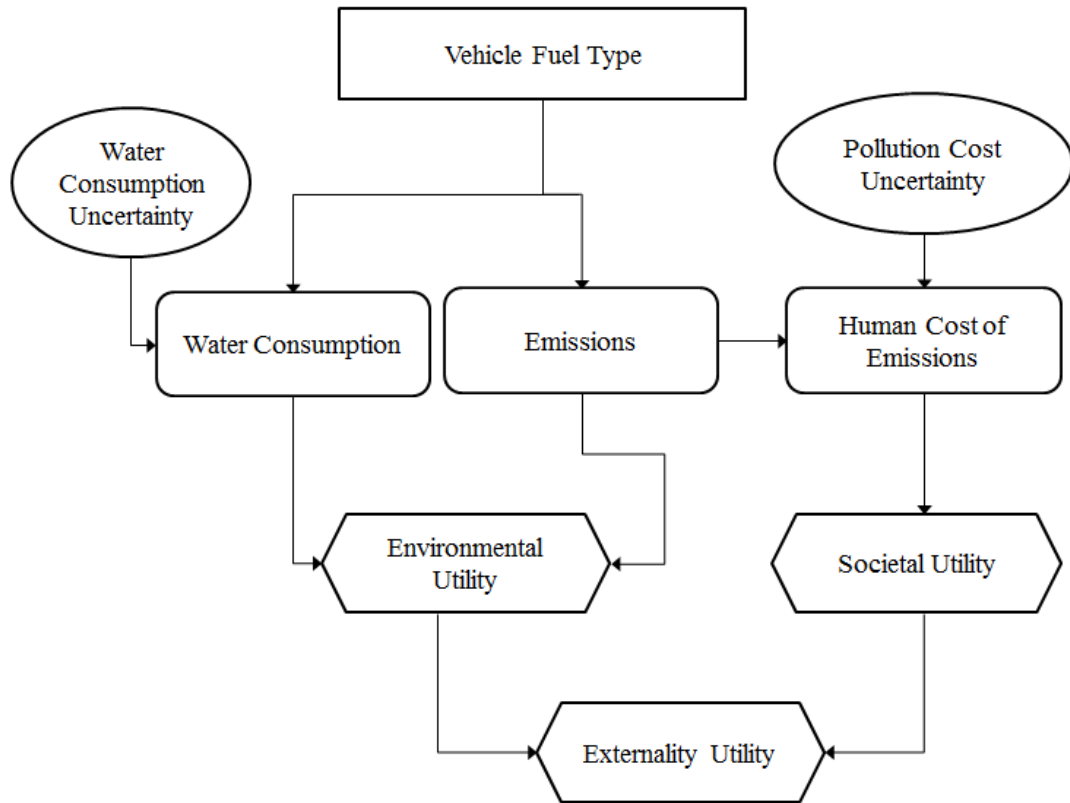 Vehicle Fuel Type
Water
Consumption
Uncertainty
Pollution Cost
Uncertainty
Water Consumption
Emissions
Human Cost of
Emissions
Environmental
Utility
Societal Utility
Externality Utility